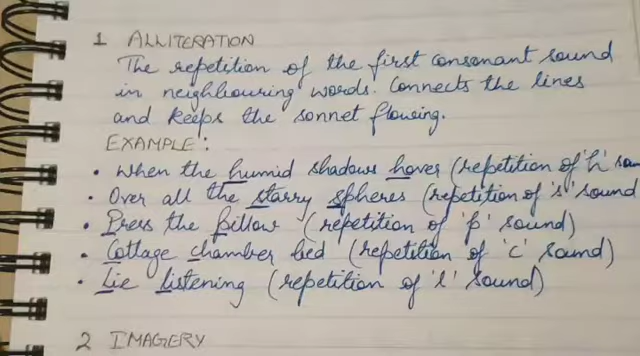 1 ALLITERATION
The repetition of the first consonant sound
in neighbouring words. Connects the lines
and keeps the sonnet flowing.
EXAMPLE:
• When the humid shadows hover (repetition of 'h' sou
• Over all the starry spheres (repetition of 's' sound
• Press the pillow (repetition of 'p' sound)
• Cottage chamber bed (repetition of 'c' sound)
• Lie listening (repetition of 'l' sound)
2 IMAGERY